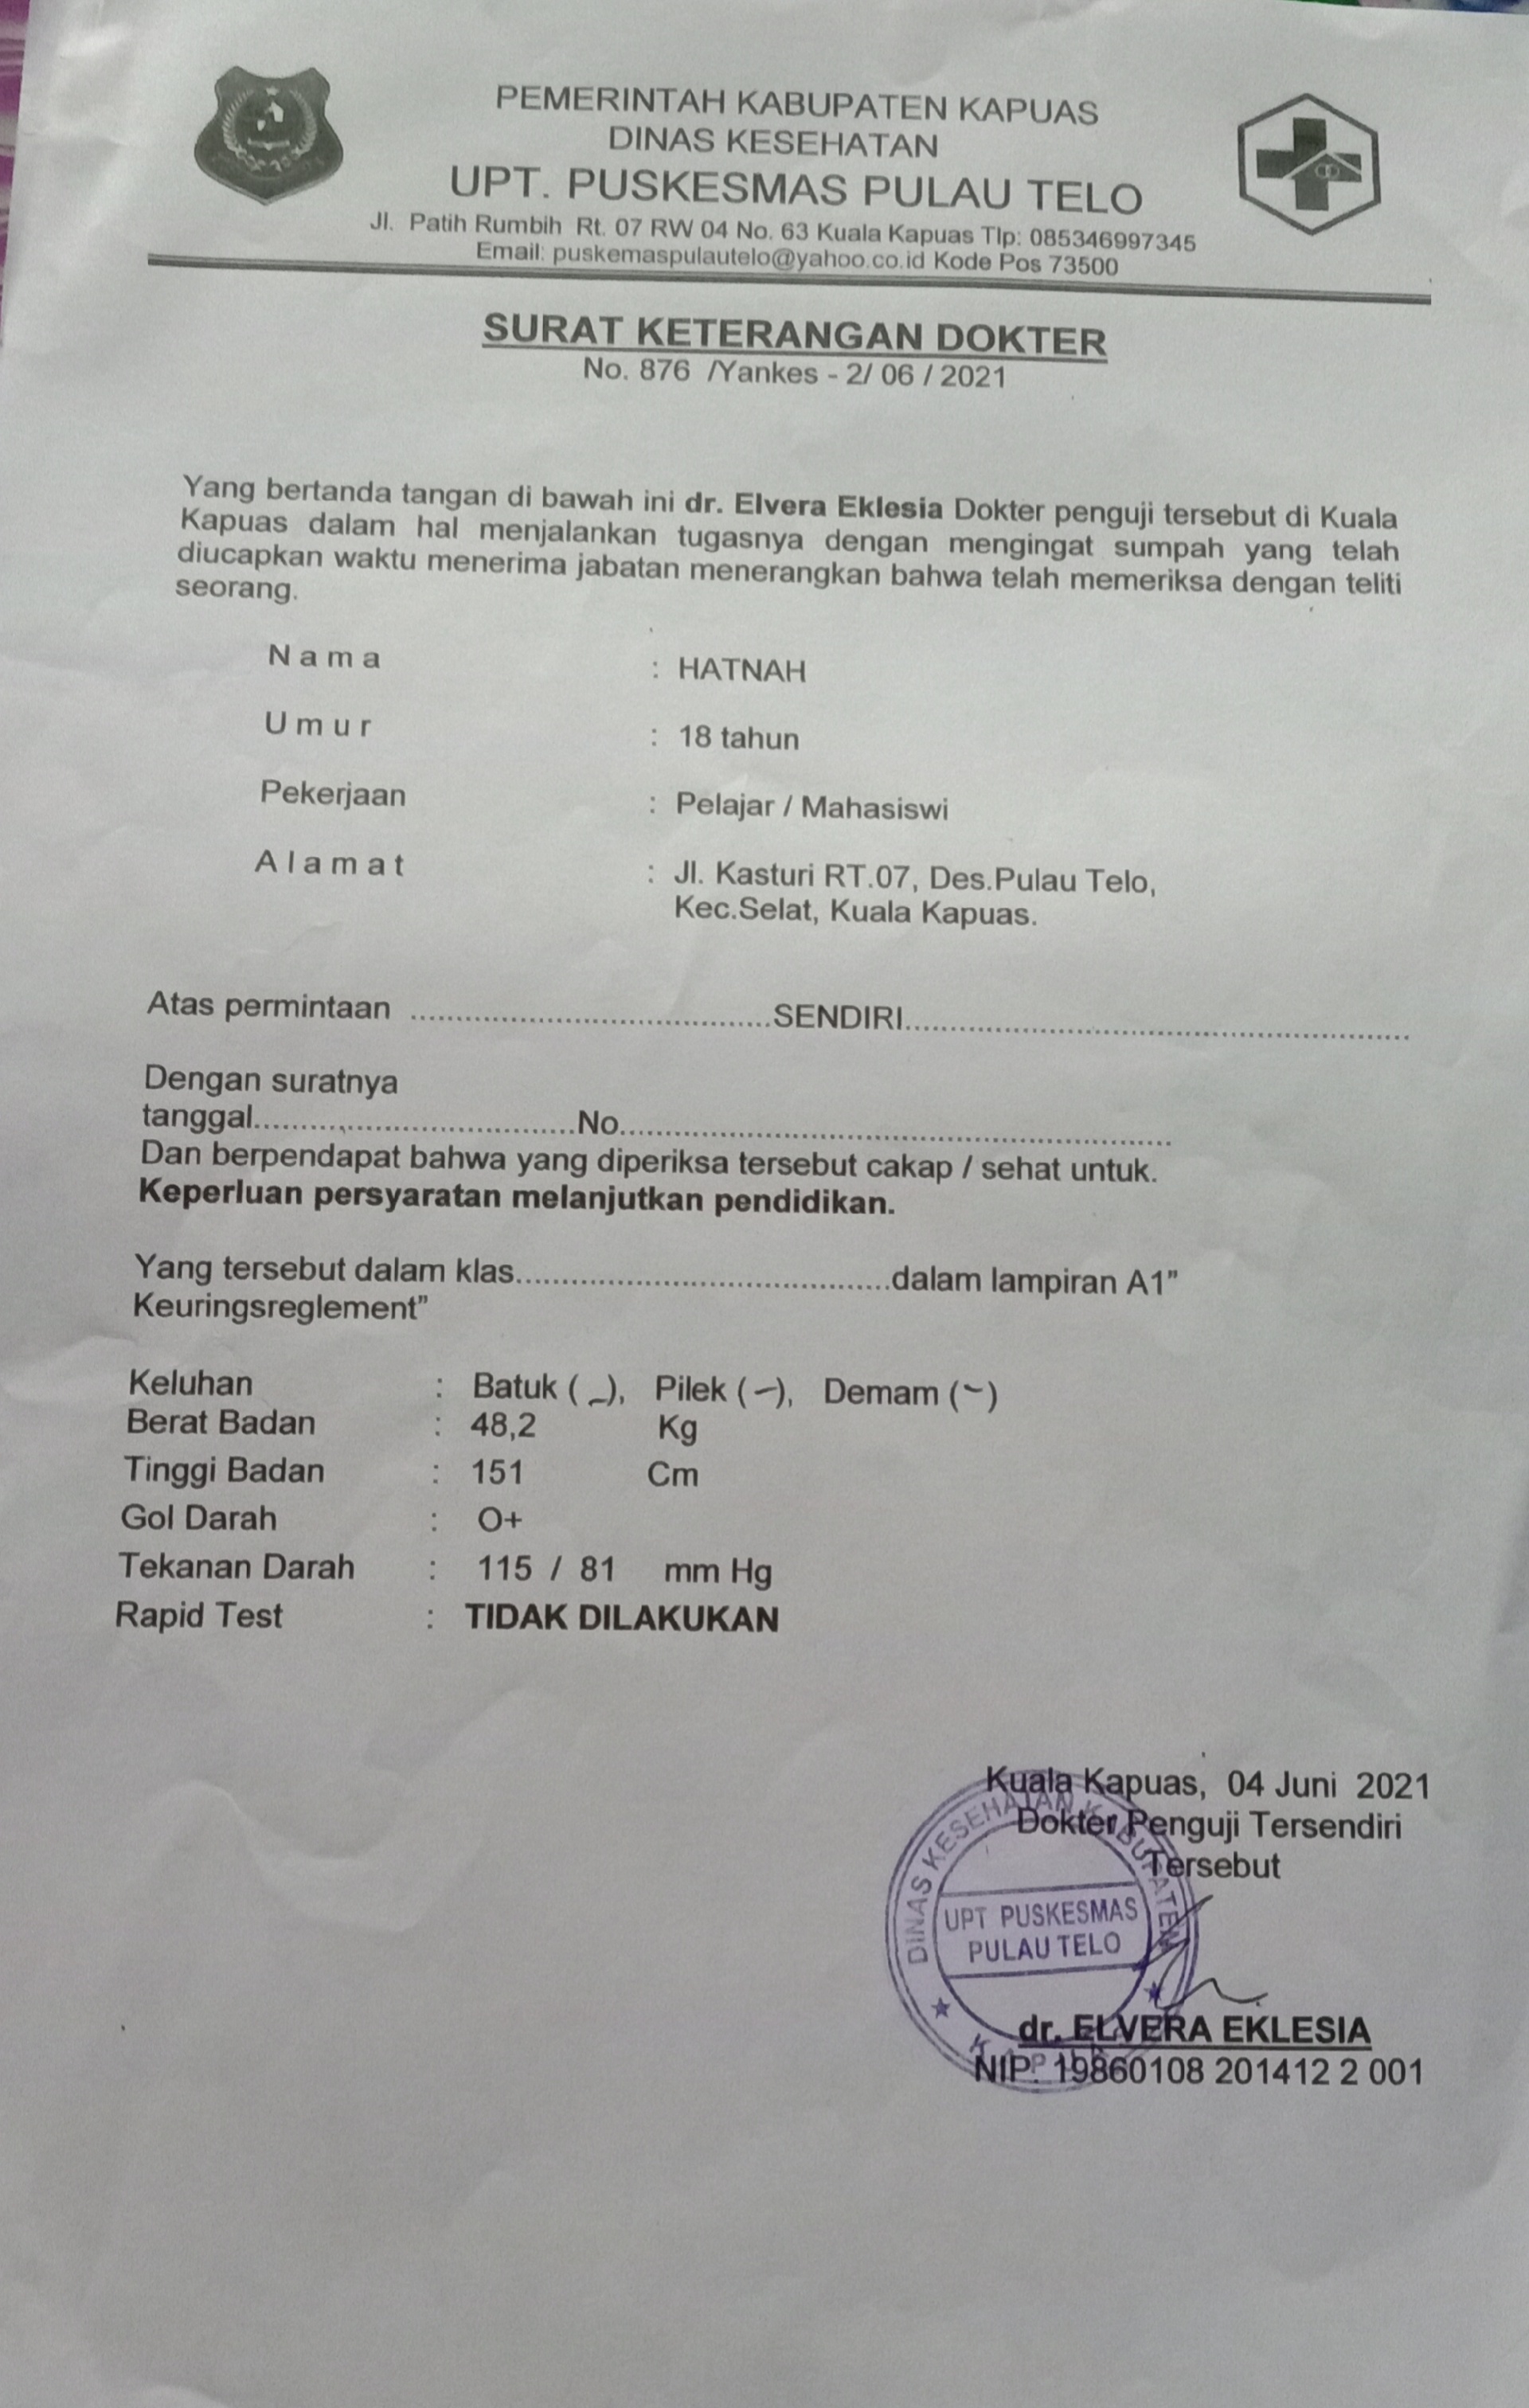 PEMERINTAH KABUPATEN KAPUAS
DINAS KESEHATAN
UPT. PUSKESMAS PULAU TELO
Jl. Patih Rumbih Rt. 07 RW 04 No. 63 Kuala Kapuas Tlp: 085346997345
Email: puskemaspulautelo@yahoo.co.id Kode Pos 73500
SURAT KETERANGAN DOKTER
No. 876 /Yankes - 2/ 06 / 2021
Yang bertanda tangan di bawah ini dr. Elvera Eklesia Dokter penguji tersebut di Kuala
Kapuas dalam hal menjalankan tugasnya dengan mengingat sumpah yang telah
diucapkan waktu menerima jabatan menerangkan bahwa telah memeriksa dengan teliti
seorang.
Nama : HATNAH
Umur : 18 tahun
Pekerjaan : Pelajar / Mahasiswi
Alamat : Jl. Kasturi RT.07, Des.Pulau Telo,
Kec.Selat, Kuala Kapuas.
Atas permintaan ........................................SENDIRI........................................................
Dengan suratnya
tanggal....................................No.............................................................
Dan berpendapat bahwa yang diperiksa tersebut cakap / sehat untuk.
Keperluan persyaratan melanjutkan pendidikan.
Yang tersebut dalam klas.........................................dalam lampiran A1"
Keuringsreglement"
Keluhan : Batuk ( - ), Pilek ( - ), Demam ( - )
Berat Badan : 48,2 Kg
Tinggi Badan : 151 Cm
Gol Darah : O+
Tekanan Darah : 115 / 81 mm Hg
Rapid Test : TIDAK DILAKUKAN
Kuala Kapuas, 04 Juni 2021
Dokter Penguji Tersendiri
Tersebut
DINAS KESEHATAN KABUPATEN
UPT PUSKESMAS
PULAU TELO
KAPUAS
dr. ELVERA EKLESIA
NIP. 19860108 201412 2 001